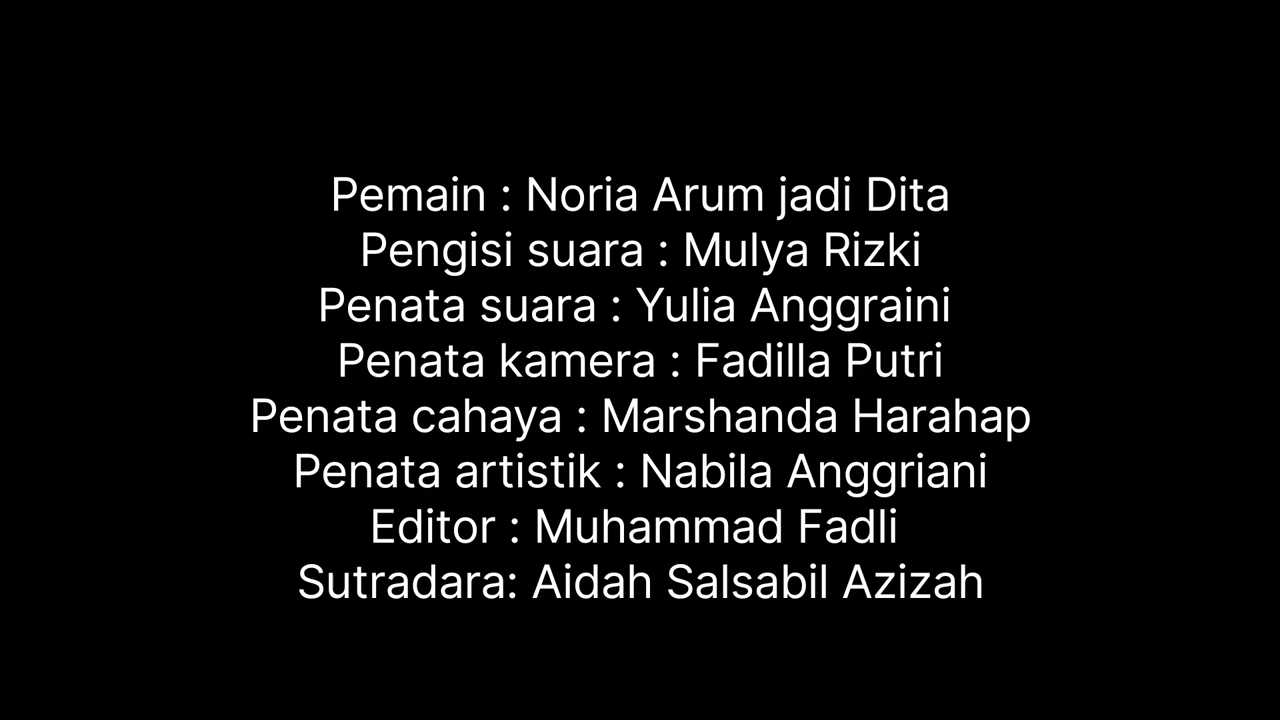 Pemain : Noria Arum jadi Dita
Pengisi suara : Mulya Rizki
Penata suara : Yulia Anggraini
Penata kamera : Fadilla Putri
Penata cahaya : Marshanda Harahap
Penata artistik : Nabila Anggriani
Editor : Muhammad Fadli
Sutradara: Aidah Salsabil Azizah